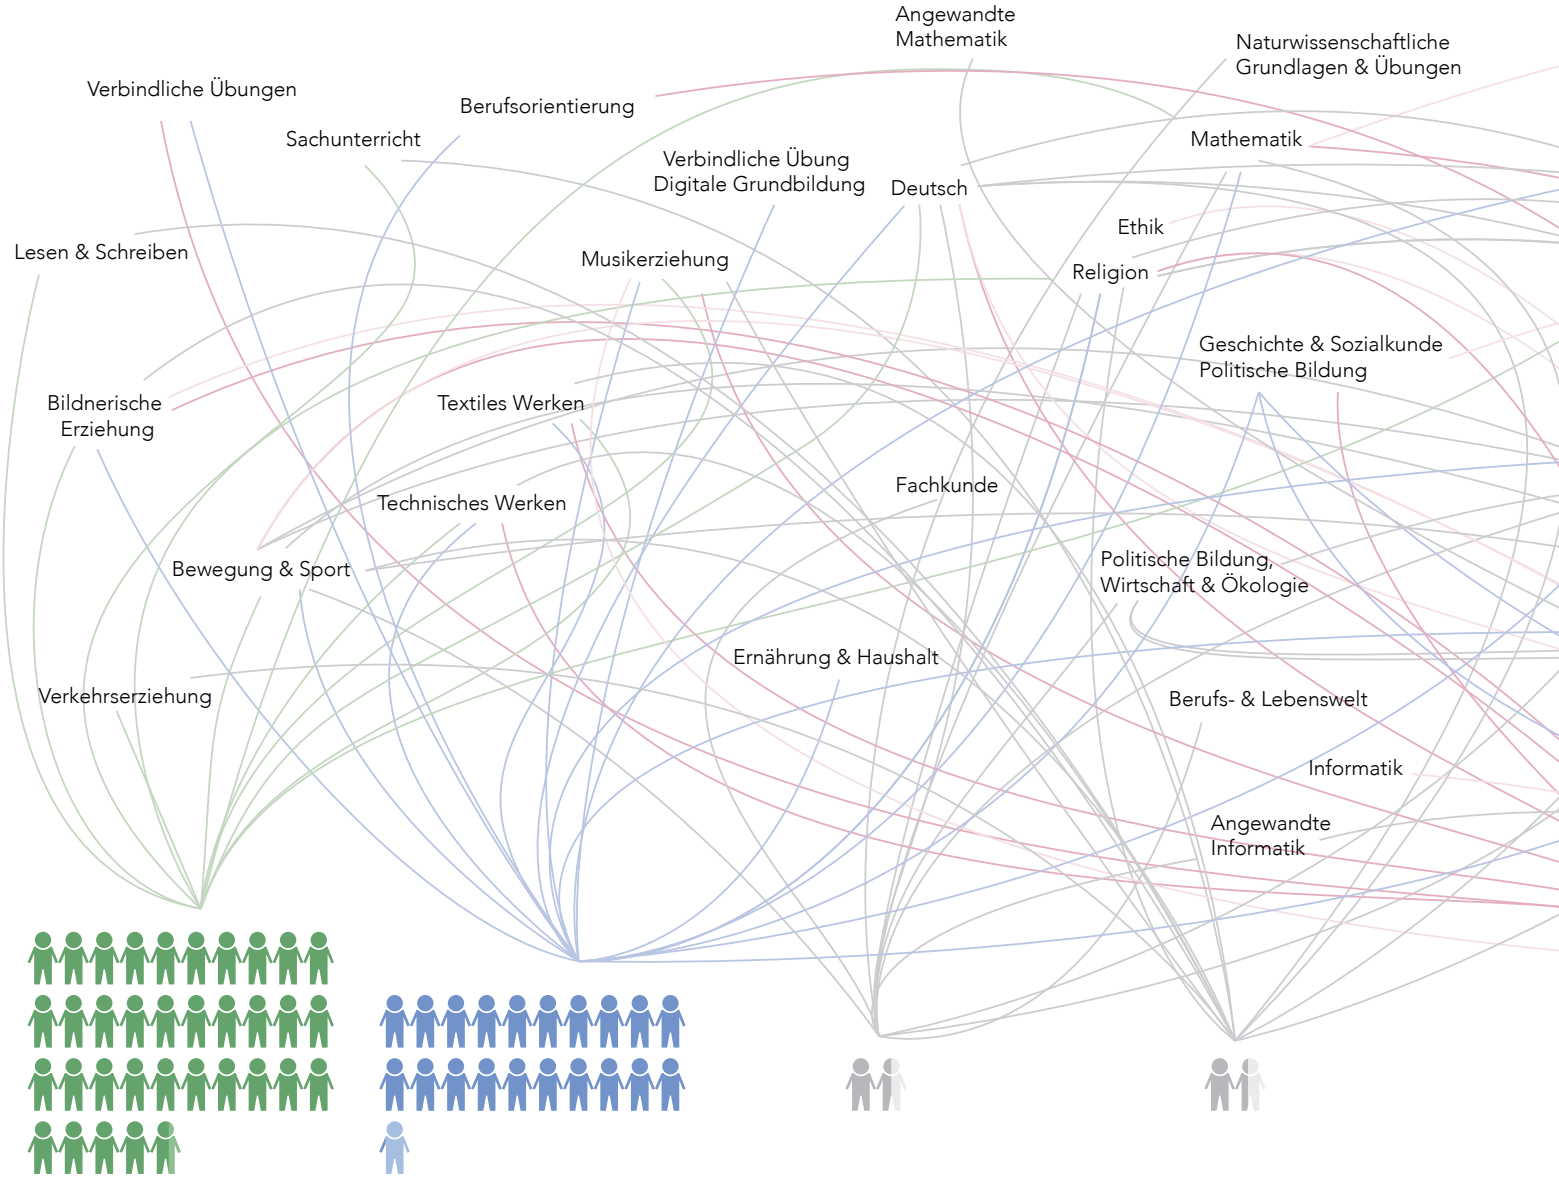 Angewandte
Mathematik
Naturwissenschaftliche
Grundlagen & Übungen
Verbindliche Übungen
Berufsorientierung
Sachunterricht
Mathematik
Verbindliche Übung
Digitale Grundbildung
Deutsch
Ethik
Lesen & Schreiben
Musikerziehung
Religion
Geschichte & Sozialkunde
Politische Bildung
Bildnerische
Erziehung
Textiles Werken
Fachkunde
Technisches Werken
Bewegung & Sport
Politische Bildung,
Wirtschaft & Ökologie
Ernährung & Haushalt
Verkehrserziehung
Berufs- & Lebenswelt
Informatik
Angewandte
Informatik